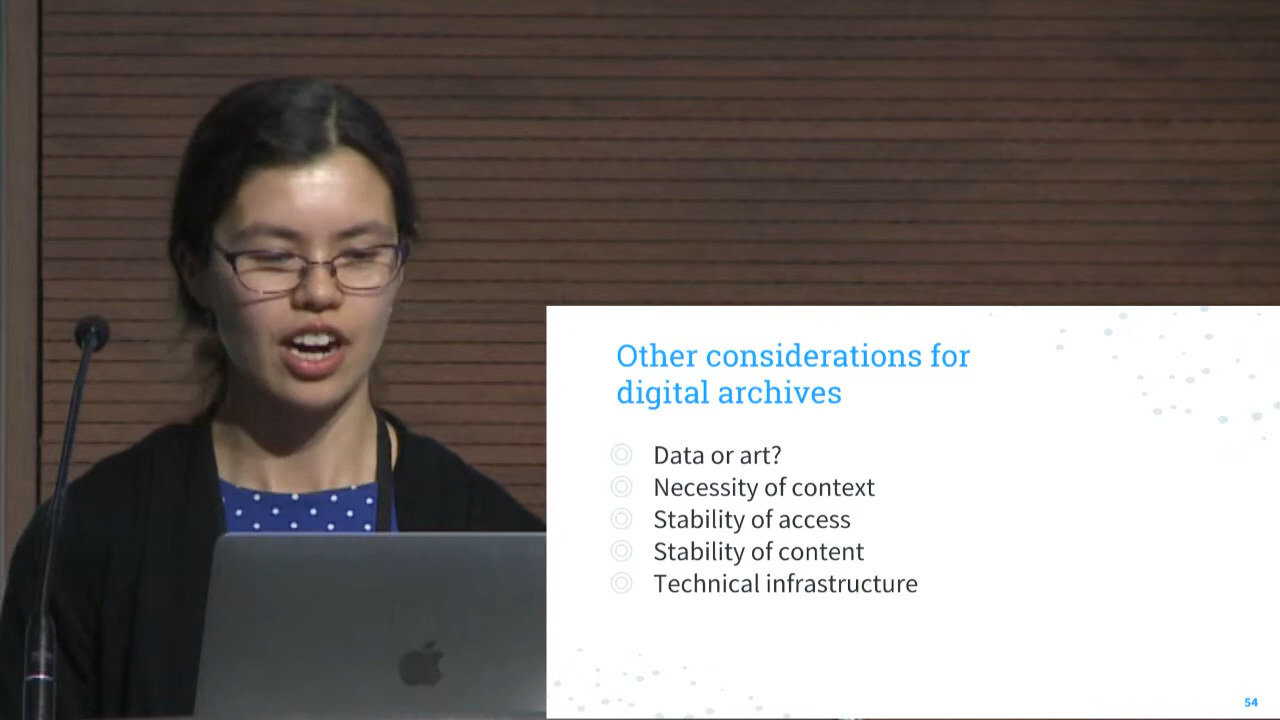 Other considerations for
digital archives
Data or art?
Necessity of context
Stability of access
Stability of content
Technical infrastructure
54